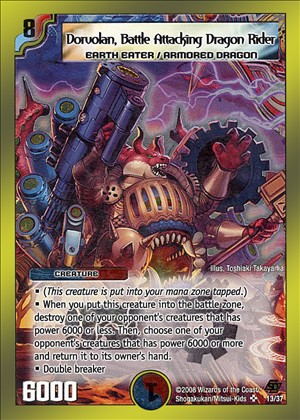 8
Dorvolan, Battle Attacking Dragon Rider
EARTH EATER / ARMORED DRAGON
illus. Toshiaki Takayama
CREATURE
▪ (This creature is put into your mana zone tapped.)
▪ When you put this creature into the battle zone,
destroy one of your opponent's creatures that has
power 6000 or less. Then, choose one of your
opponent's creatures that has power 6000 or more
and return it to its owner's hand.
▪ Double breaker
6000
©2006 Wizards of the Coast/
Shogakukan/Mitsui-Kids
13/37